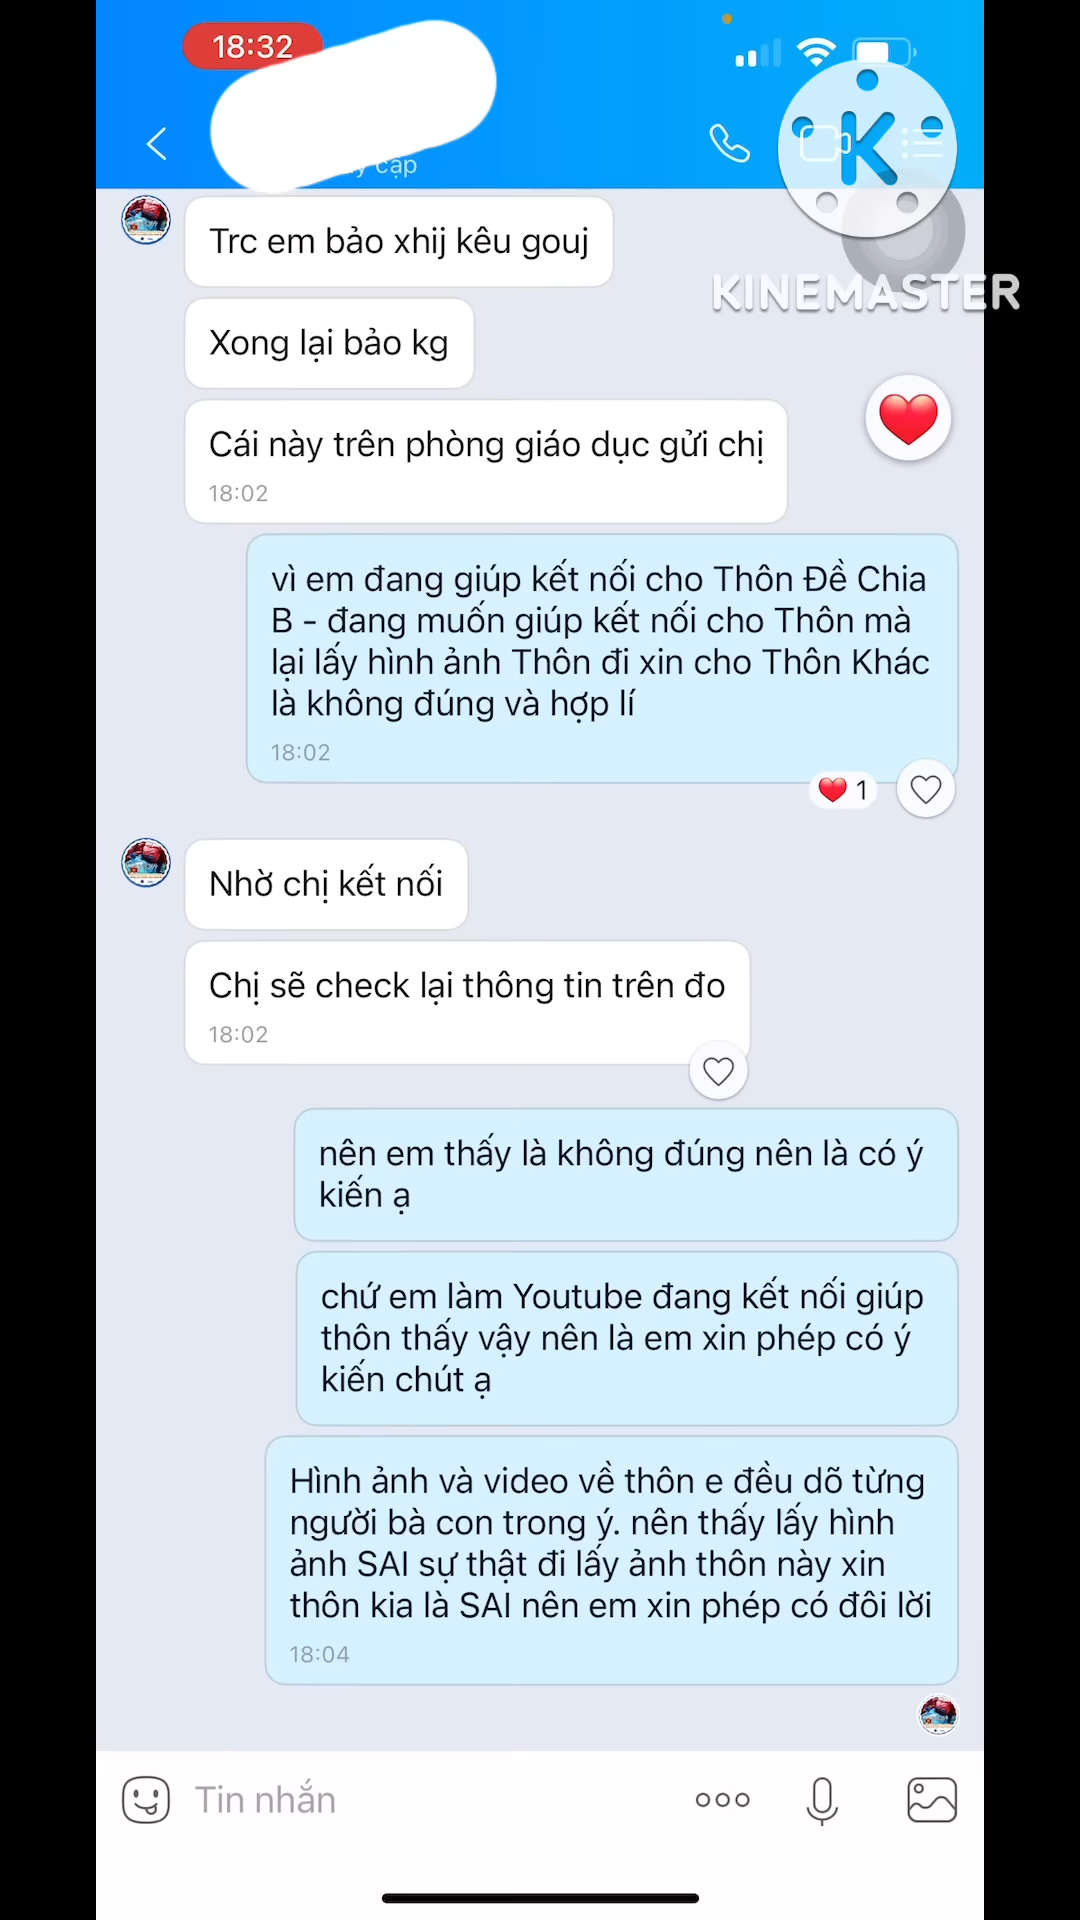 18:32
cập
KINEMASTER
Trc em bảo xhij kêu gouj
Xong lại bảo kg
Cái này trên phòng giáo dục gửi chị
18:02
vì em đang giúp kết nối cho Thôn Đề Chia
B - đang muốn giúp kết nối cho Thôn mà
lại lấy hình ảnh Thôn đi xin cho Thôn Khác
là không đúng và hợp lí
18:02
1
Nhờ chị kết nối
Chị sẽ check lại thông tin trên đo
18:02
nên em thấy là không đúng nên là có ý
kiến ạ
chứ em làm Youtube đang kết nối giúp
thôn thấy vậy nên là em xin phép có ý
kiến chút ạ
Hình ảnh và video về thôn e đều dõ từng
người bà con trong ý. nên thấy lấy hình
ảnh SAI sự thật đi lấy ảnh thôn này xin
thôn kia là SAI nên em xin phép có đôi lời
18:04
Tin nhắn